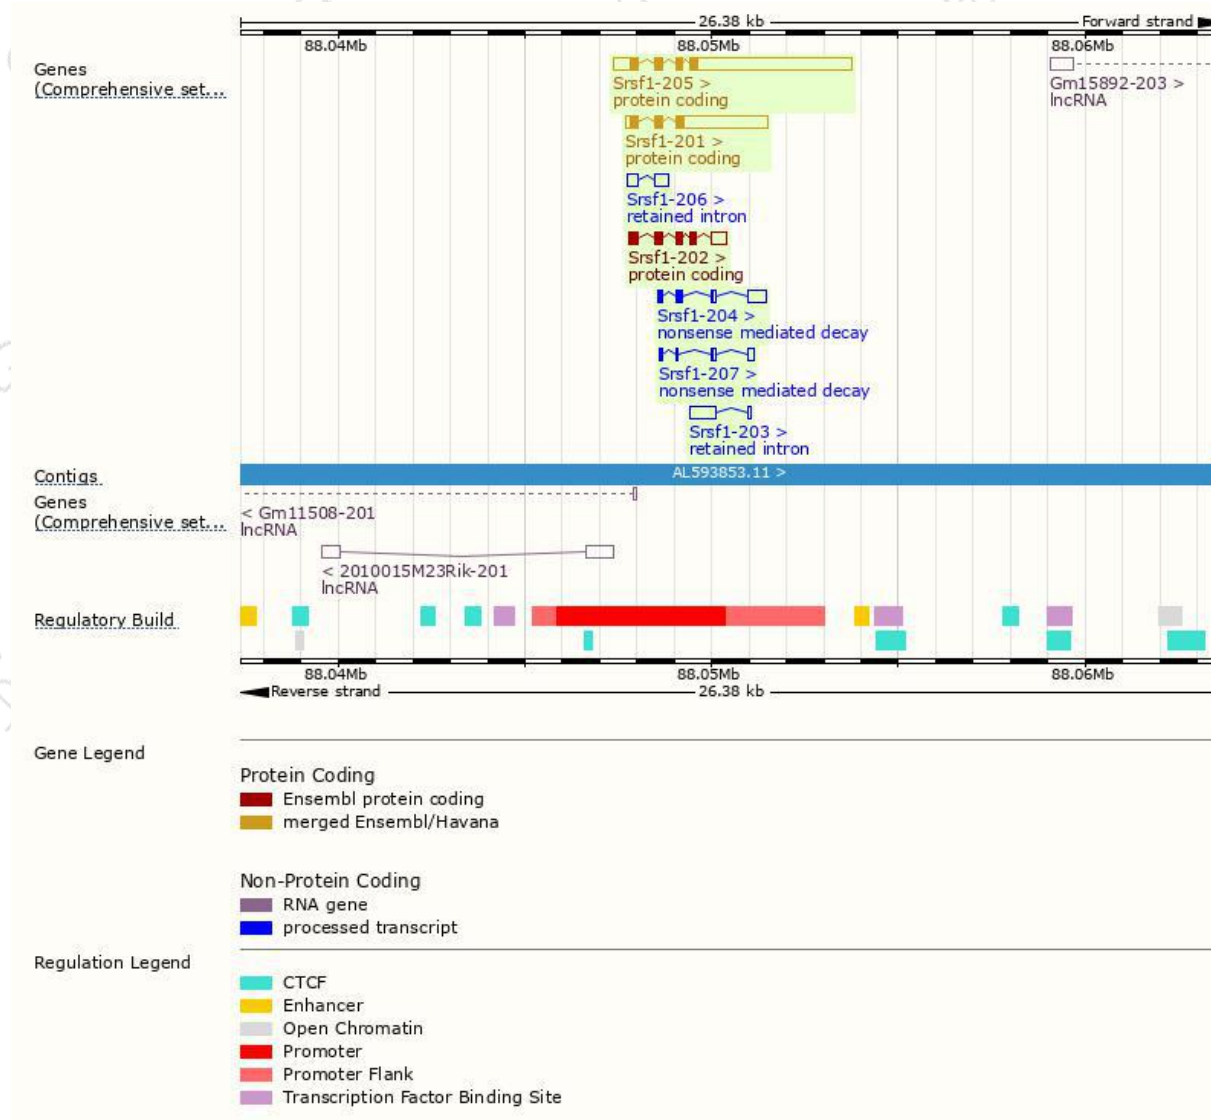 26.38 kb
Forward strand
88.04Mb 88.05Mb 88.06Mb
Genes
(Comprehensive set...
Srsf1-205 >
protein coding
Gm15892-203 >
lncRNA
Srsf1-201 >
protein coding
Srsf1-206 >
retained intron
Srsf1-202 >
protein coding
Srsf1-204 >
nonsense mediated decay
Srsf1-207 >
nonsense mediated decay
Srsf1-203 >
retained intron
Contigs
AL593853.11 >
Genes
(Comprehensive set...
< Gm11508-201
lncRNA
< 2010015M23Rik-201
lncRNA
Regulatory Build
88.04Mb 88.05Mb 88.06Mb
Reverse strand
26.38 kb
Gene Legend
Protein Coding
Ensembl protein coding
merged Ensembl/Havana
Non-Protein Coding
RNA gene
processed transcript
Regulation Legend
CTCF
Enhancer
Open Chromatin
Promoter
Promoter Flank
Transcription Factor Binding Site